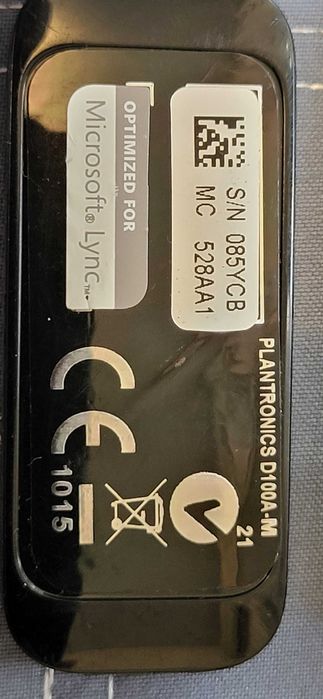 PLANTRONICS D100A-M
S/N 085YCB
MC 528AA1
OPTIMIZED FOR
Microsoft® Lync™
21
CE
1015